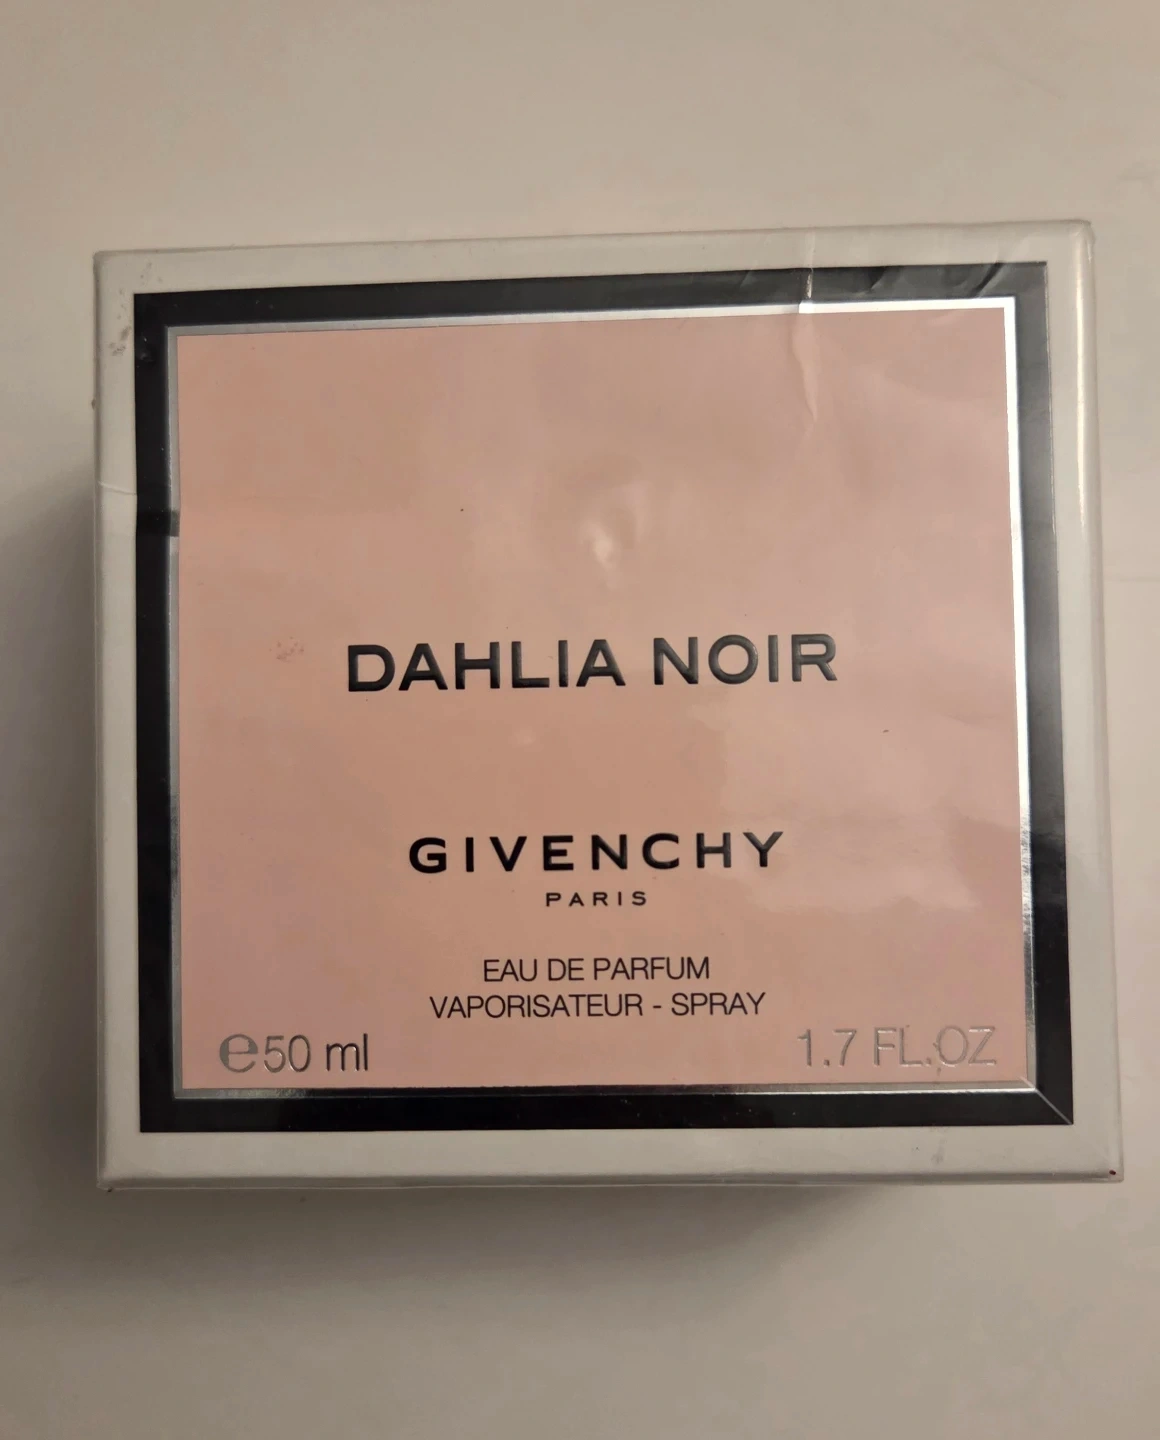 DAHLIA NOIR
GIVENCHY
PARIS
EAU DE PARFUM
VAPORISATEUR - SPRAY
℮50 ml
1.7 FL.OZ